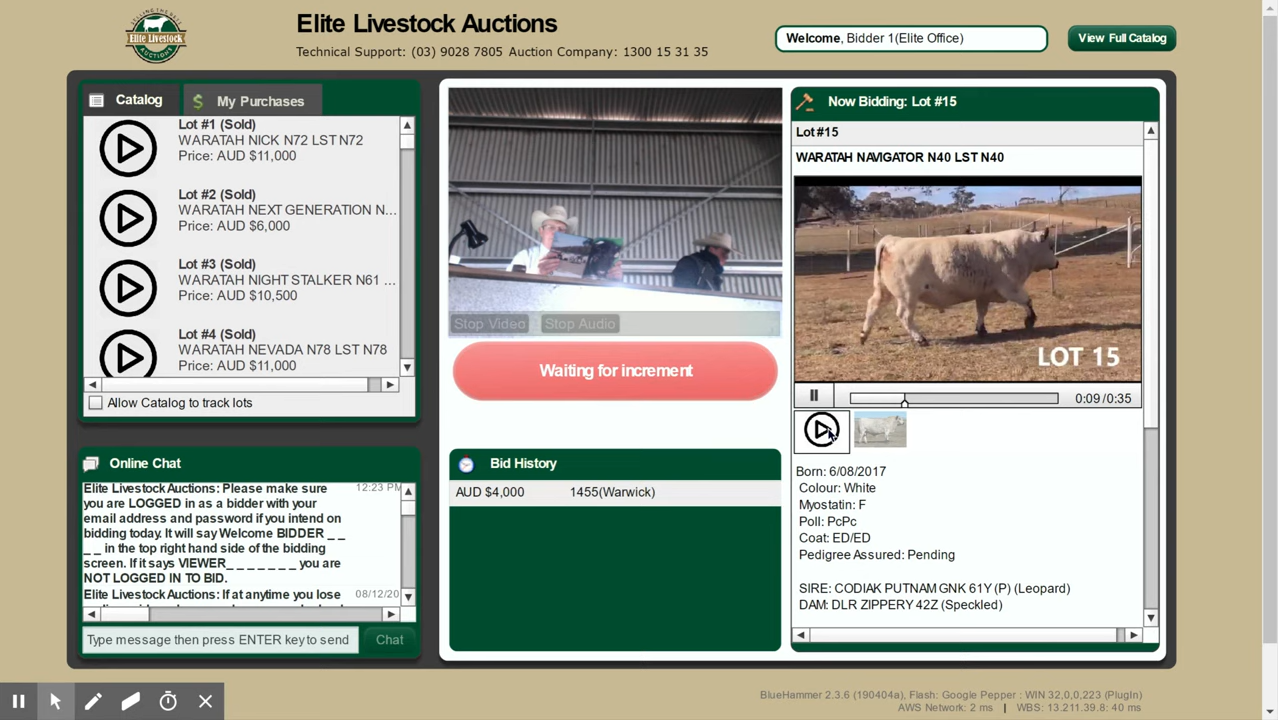 Elite Livestock Auctions
Technical Support: (03) 9028 7805 Auction Company: 1300 15 31 35
Elite Livestock
AUCTIONS
Welcome, Bidder 1(Elite Office)
View Full Catalog
Catalog
My Purchases
Lot #1 (Sold)
WARATAH NICK N72 LST N72
Price: AUD $11,000
Lot #2 (Sold)
WARATAH NEXT GENERATION N...
Price: AUD $6,000
Lot #3 (Sold)
WARATAH NIGHT STALKER N61 ...
Price: AUD $10,500
Lot #4 (Sold)
WARATAH NEVADA N78 LST N78
Price: AUD $11,000
Allow Catalog to track lots
Online Chat
Elite Livestock Auctions: Please make sure 12:23 PM
you are LOGGED in as a bidder with your
email address and password if you intend on
bidding today. It will say Welcome BIDDER _ _
_ _ in the top right hand side of the bidding
screen. If it says VIEWER_ _ _ _ _ _ _ you are
NOT LOGGED IN TO BID.
Elite Livestock Auctions: If at anytime you lose 08/12/20
Type message then press ENTER key to send
Chat
Stop Video
Stop Audio
Waiting for increment
Bid History
AUD $4,000 1455(Warwick)
Now Bidding: Lot #15
Lot #15
WARATAH NAVIGATOR N40 LST N40
LOT 15
0:09 / 0:35
Born: 6/08/2017
Colour: White
Myostatin: F
Poll: PcPc
Coat: ED/ED
Pedigree Assured: Pending
SIRE: CODIAK PUTNAM GNK 61Y (P) (Leopard)
DAM: DLR ZIPPERY 42Z (Speckled)
BlueHammer 2.3.6 (190404a), Flash: Google Pepper : WIN 32,0,0,223 (PlugIn)
AWS Network: 2 ms | WBS: 13.211.39.8: 40 ms